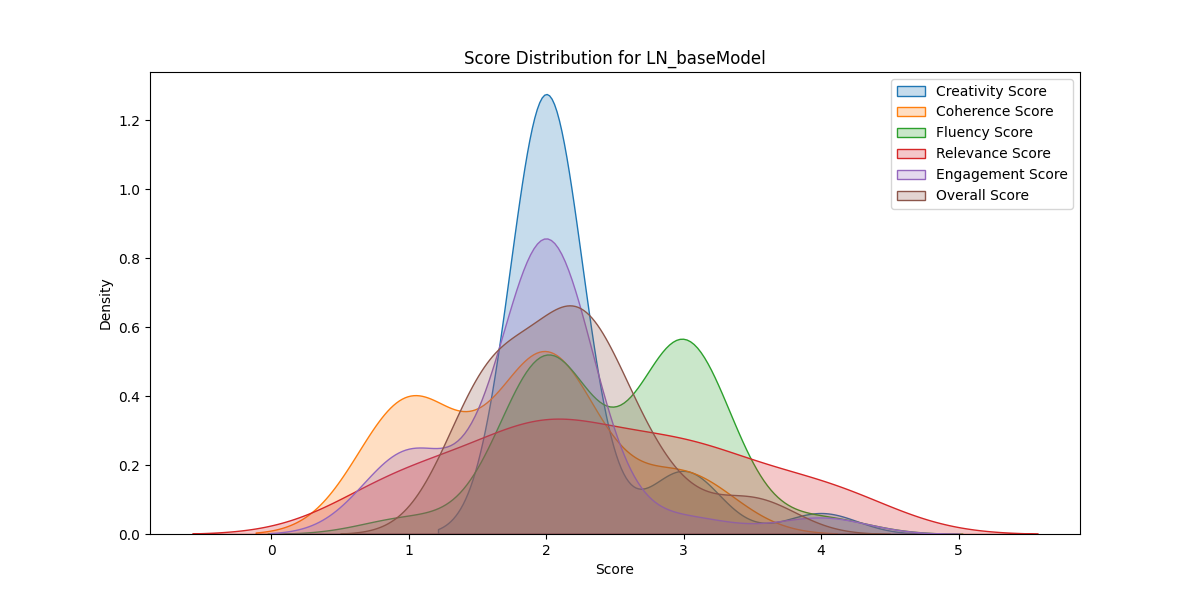 Score Distribution for LN_baseModel
Creativity Score
Coherence Score
Fluency Score
Relevance Score
Engagement Score
Overall Score
Density
1.2
1.0
0.8
0.6
0.4
0.2
0.0
0 1 2 3 4 5
Score